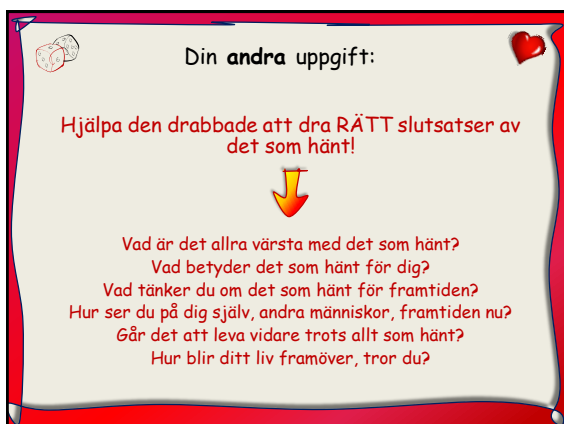 Din andra uppgift:
Hjälpa den drabbade att dra RÄTT slutsatser av
det som hänt!
Vad är det allra värsta med det som hänt?
Vad betyder det som hänt för dig?
Vad tänker du om det som hänt för framtiden?
Hur ser du på dig själv, andra människor, framtiden nu?
Går det att leva vidare trots allt som hänt?
Hur blir ditt liv framöver, tror du?